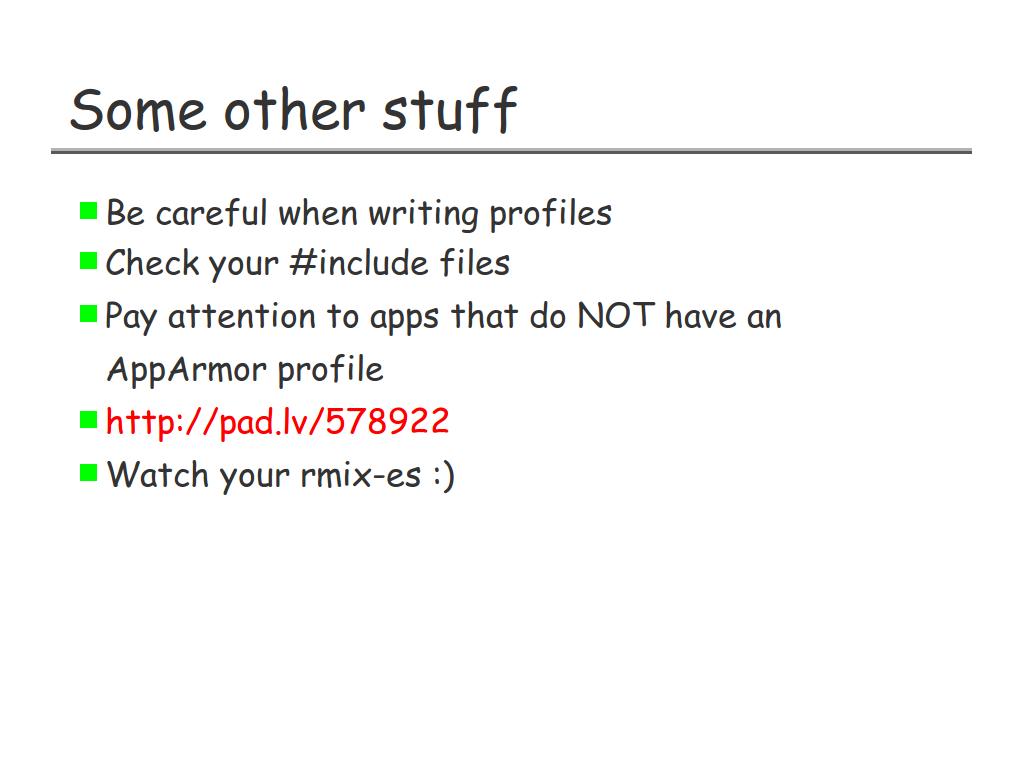 Some other stuff
Be careful when writing profiles
Check your #include files
Pay attention to apps that do NOT have an
AppArmor profile
http://pad.lv/578922
Watch your rmix-es :)